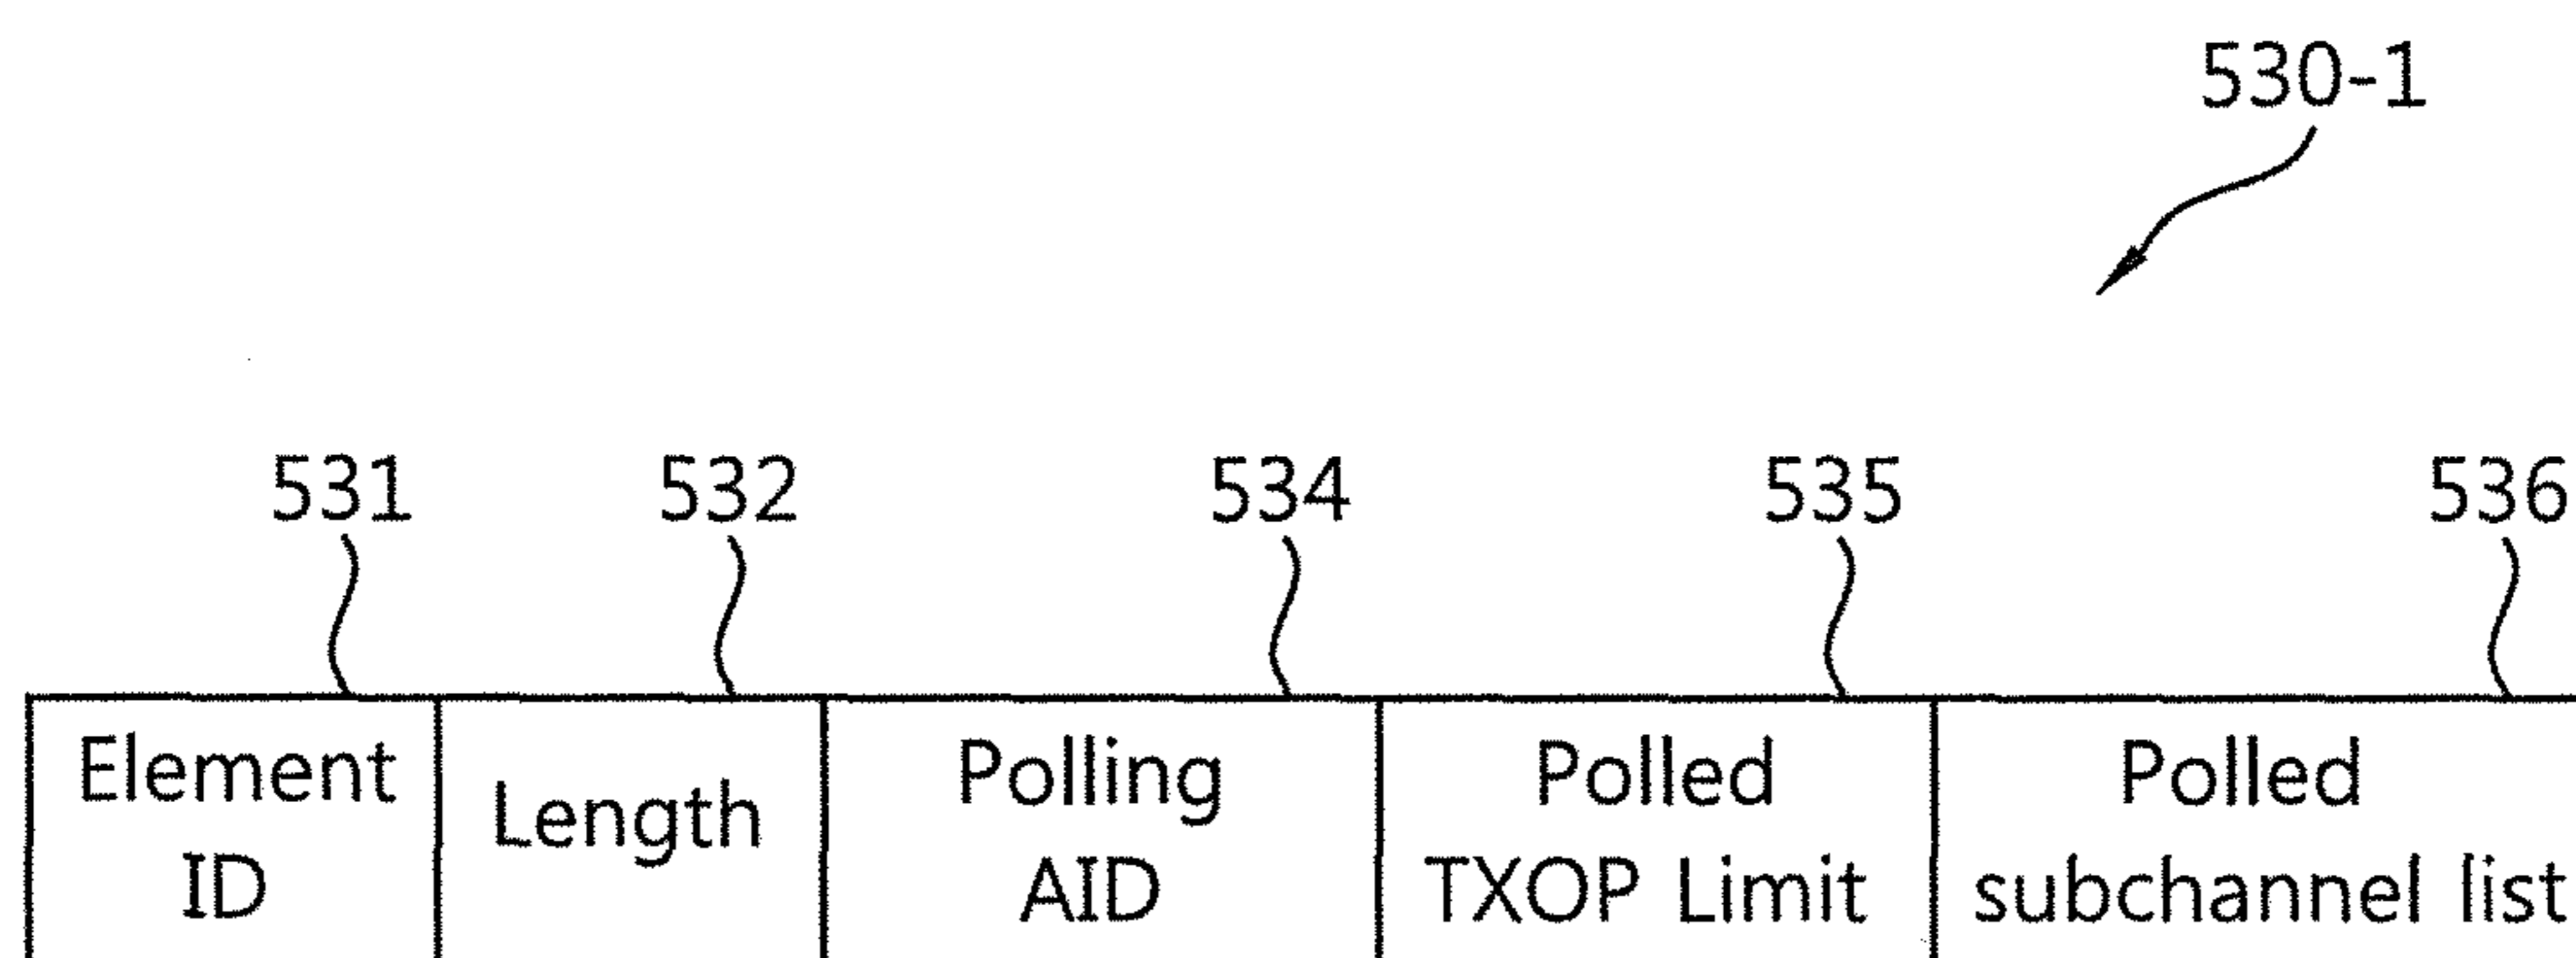 530-1
531 532 534 535 536
Element ID
Length
Polling AID
Polled TXOP Limit
Polled subchannel list